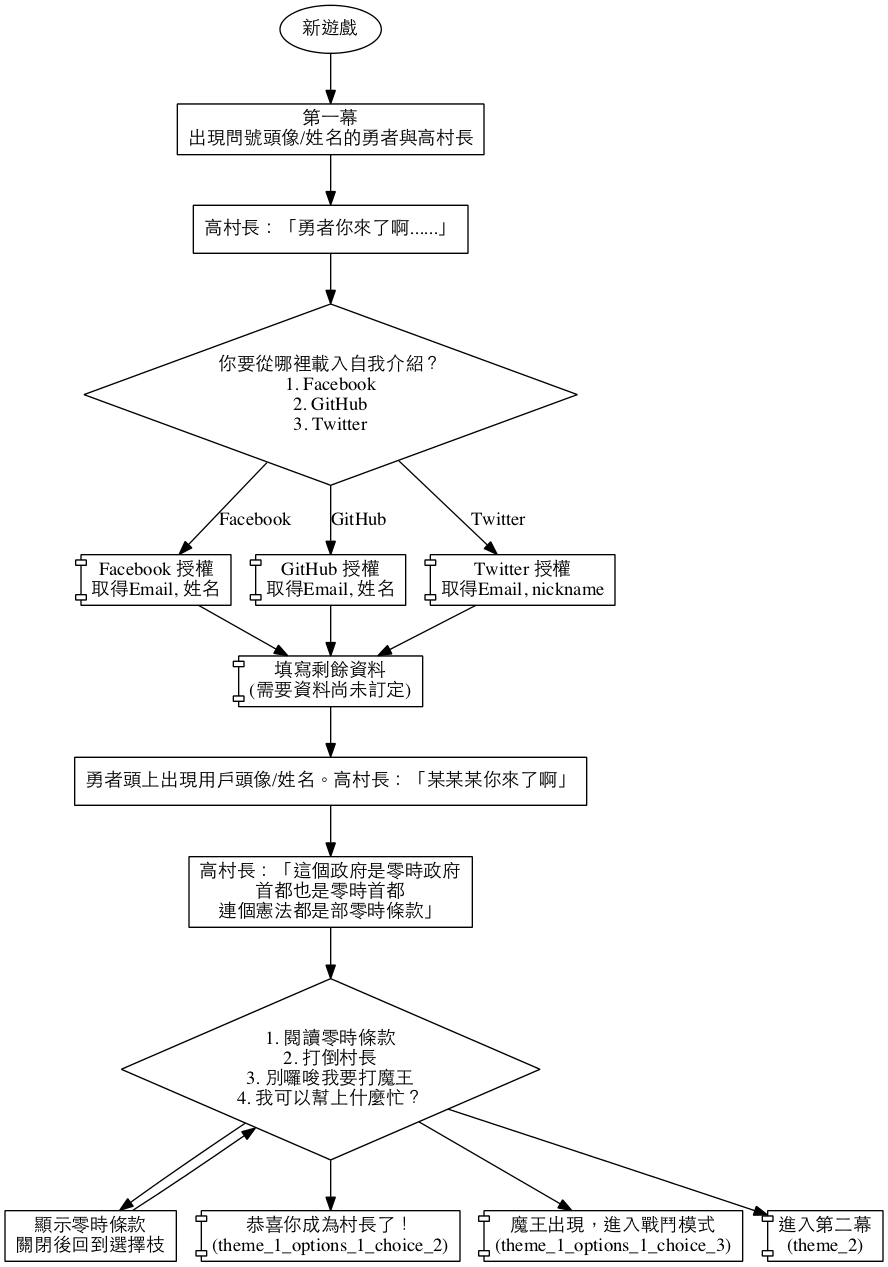 新遊戲
第一幕
出現問號頭像/姓名的勇者與高村長
高村長：「勇者你來了啊......」
你要從哪裡載入自我介紹？
1. Facebook
2. GitHub
3. Twitter
Facebook
GitHub
Twitter
Facebook 授權
取得Email, 姓名
GitHub 授權
取得Email, 姓名
Twitter 授權
取得Email, nickname
填寫剩餘資料
(需要資料尚未訂定)
勇者頭上出現用戶頭像/姓名。高村長：「某某某你來了啊」
高村長：「這個政府是零時政府
首都也是零時首都
連個憲法都是部零時條款」
1. 閱讀零時條款
2. 打倒村長
3. 別囉唆我要打魔王
4. 我可以幫上什麼忙？
顯示零時條款
關閉後回到選擇枝
恭喜你成為村長了！
(theme_1_options_1_choice_2)
魔王出現，進入戰鬥模式
(theme_1_options_1_choice_3)
進入第二幕
(theme_2)